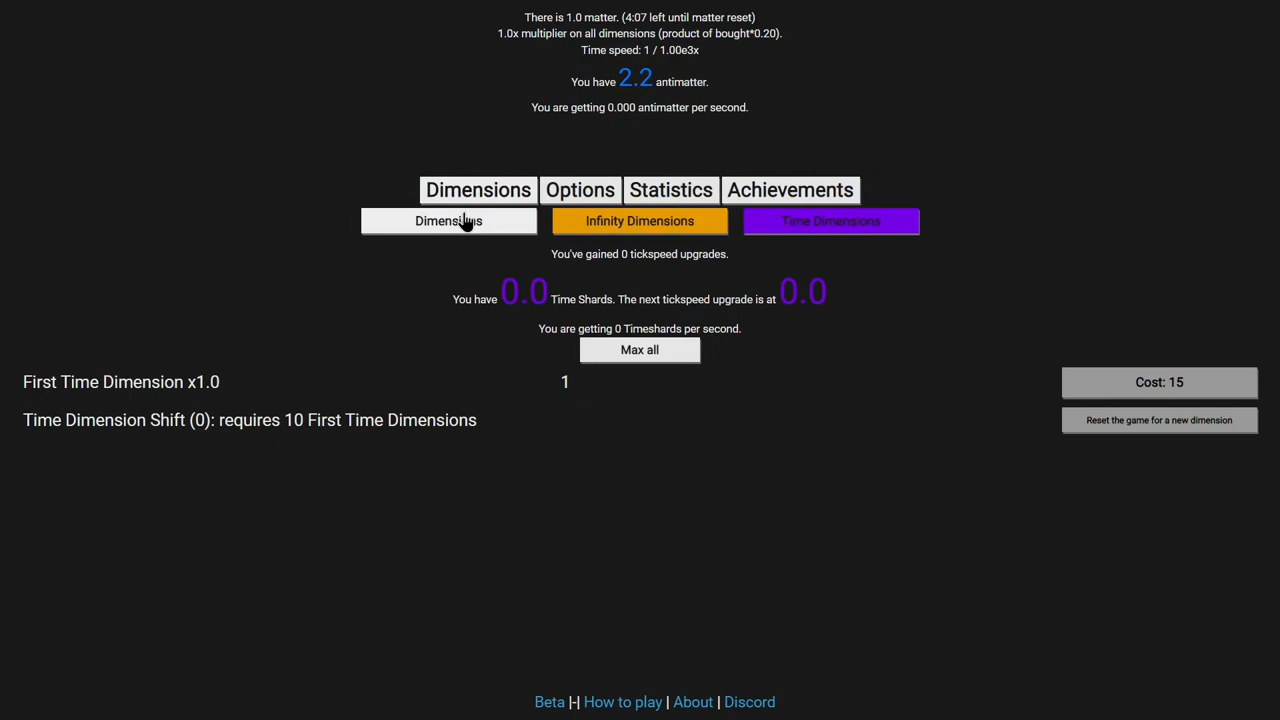 There is 1.0 matter. (4:07 left until matter reset)
1.0x multiplier on all dimensions (product of bought*0.20).
Time speed: 1 / 1.00e3x
You have 2.2 antimatter.
You are getting 0.000 antimatter per second.
Dimensions Options Statistics Achievements
Dimensions Infinity Dimensions Time Dimensions
You've gained 0 tickspeed upgrades.
You have 0.0 Time Shards. The next tickspeed upgrade is at 0.0
You are getting 0 Timeshards per second.
Max all
First Time Dimension x1.0 1 Cost: 15
Time Dimension Shift (0): requires 10 First Time Dimensions Reset the game for a new dimension
Beta |-| How to play | About | Discord